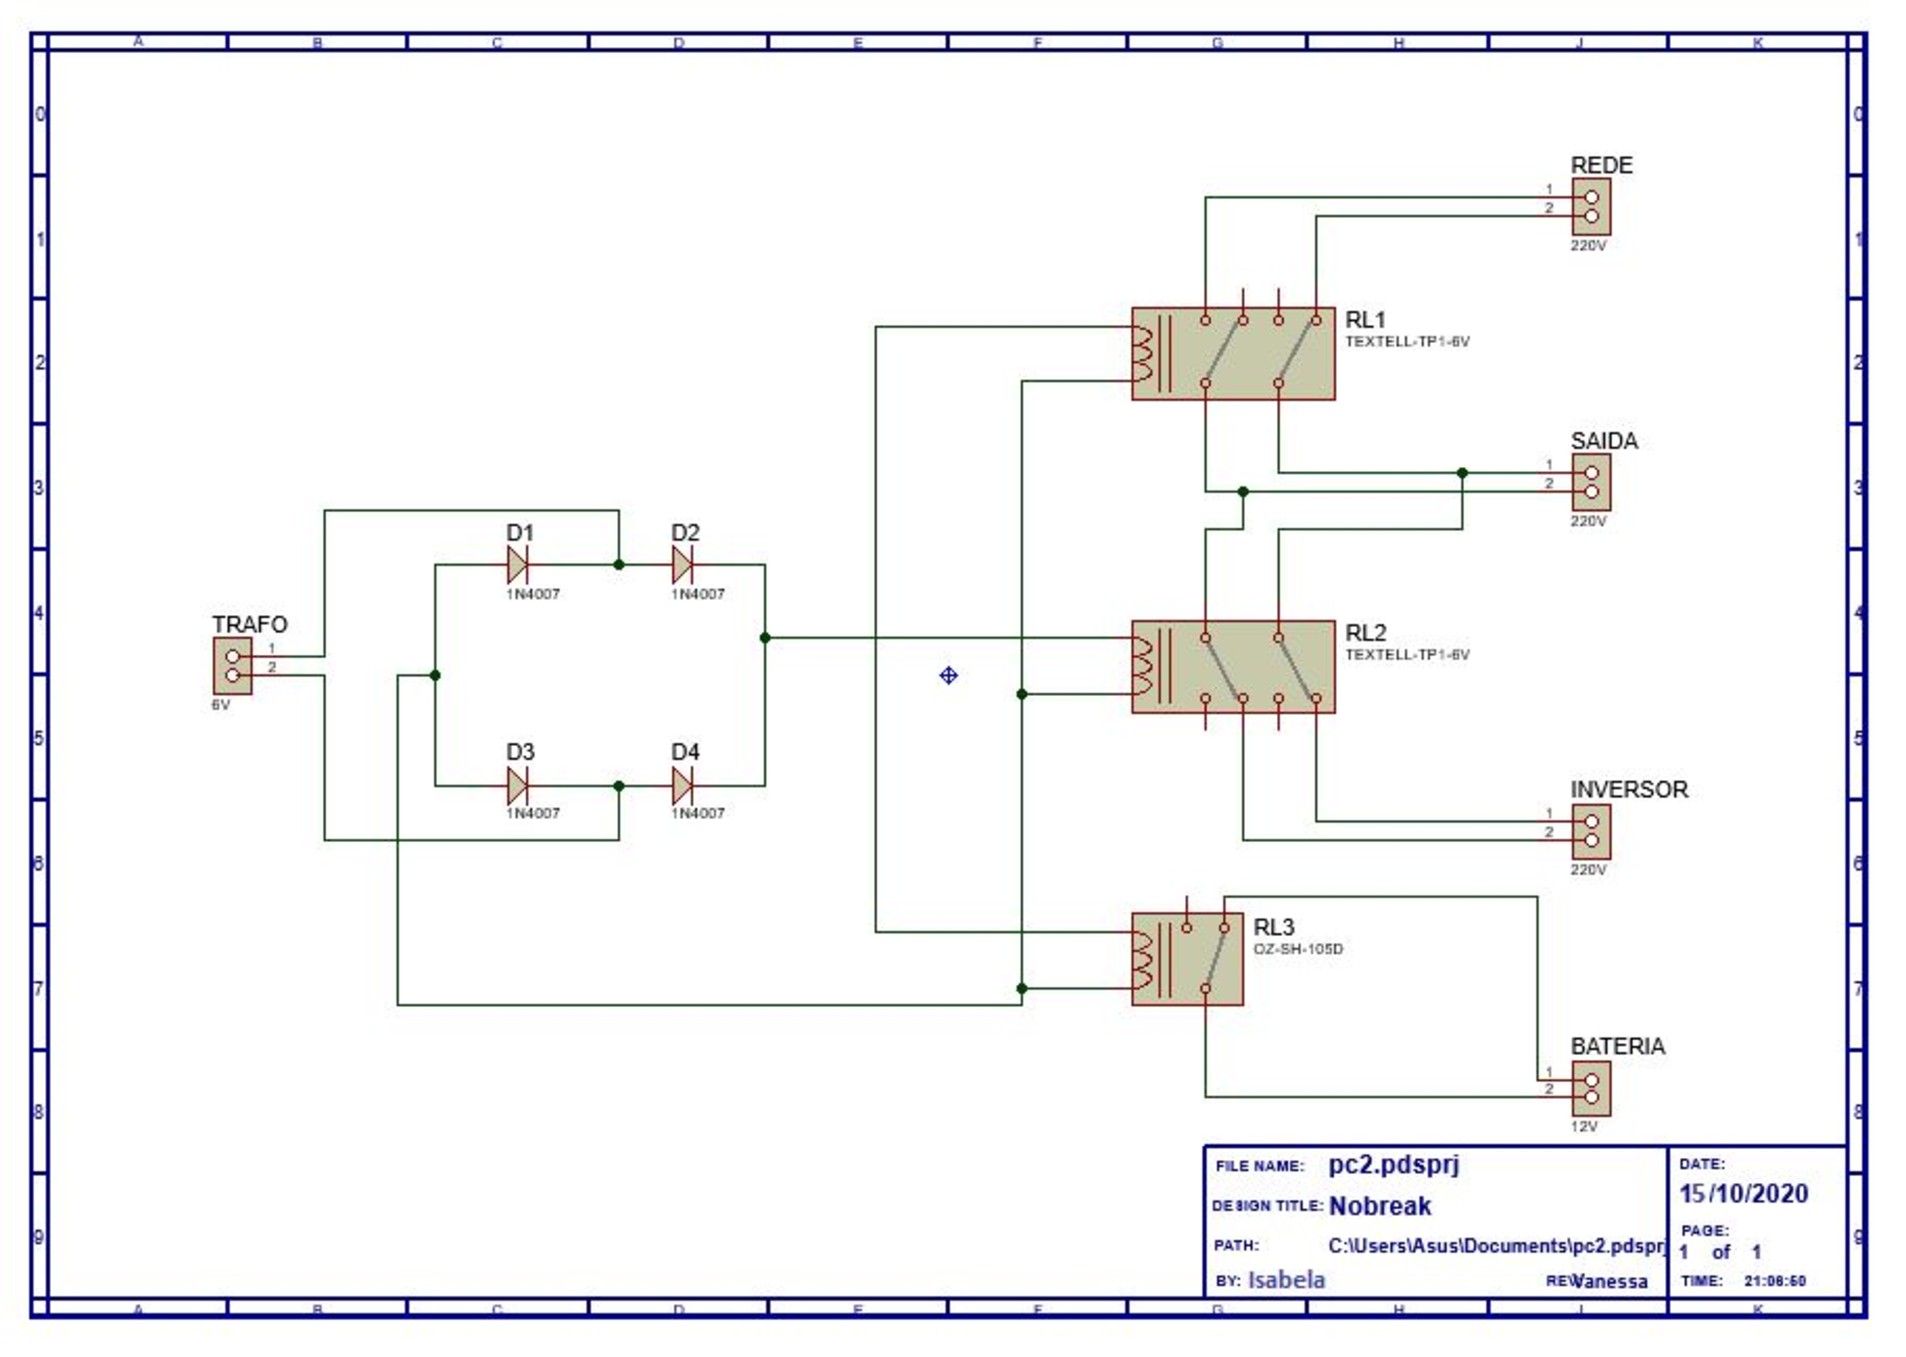 A B C D E F G H J K
0 0
REDE
1
2
1 1
220V
RL1
TEXTELL-TP1-6V
2 2
SAIDA
1
2
3 3
220V
D1 D2
1N4007 1N4007
4 4
TRAFO
1
2
6V
RL2
TEXTELL-TP1-6V
5 5
D3 D4
1N4007 1N4007
INVERSOR
1
2
6 6
220V
RL3
OZ-SH-105D
7 7
BATERIA
1
2
8 8
12V
FILE NAME: pc2.pdsprj
DESIGN TITLE: Nobreak
PATH: C:\Users\Asus\Documents\pc2.pdsprj
BY: Isabela REV: Vanessa
DATE:
15/10/2020
PAGE:
1 of 1
TIME: 21:06:50
9 9
A B C D E F G H J K